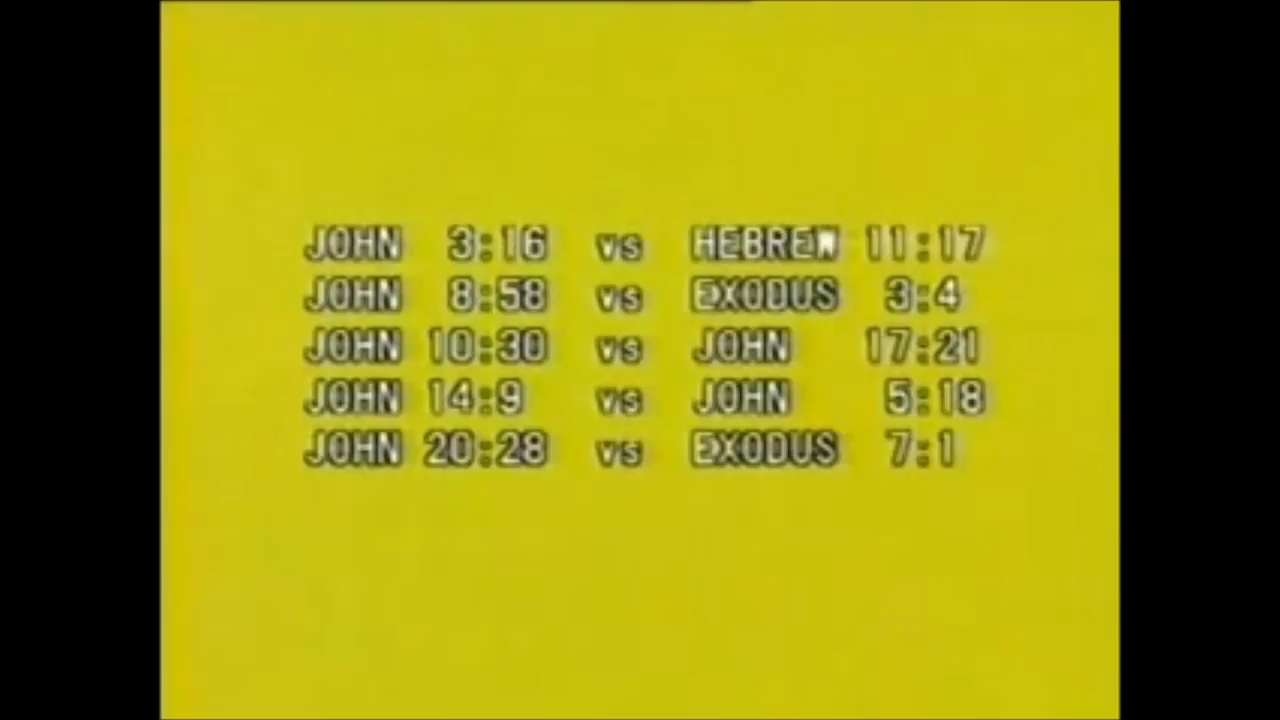 JOHN 3:16 vs HEBREW 11:17
JOHN 8:58 vs EXODUS 3:4
JOHN 10:30 vs JOHN 17:21
JOHN 14:9 vs JOHN 5:18
JOHN 20:28 vs EXODUS 7:1